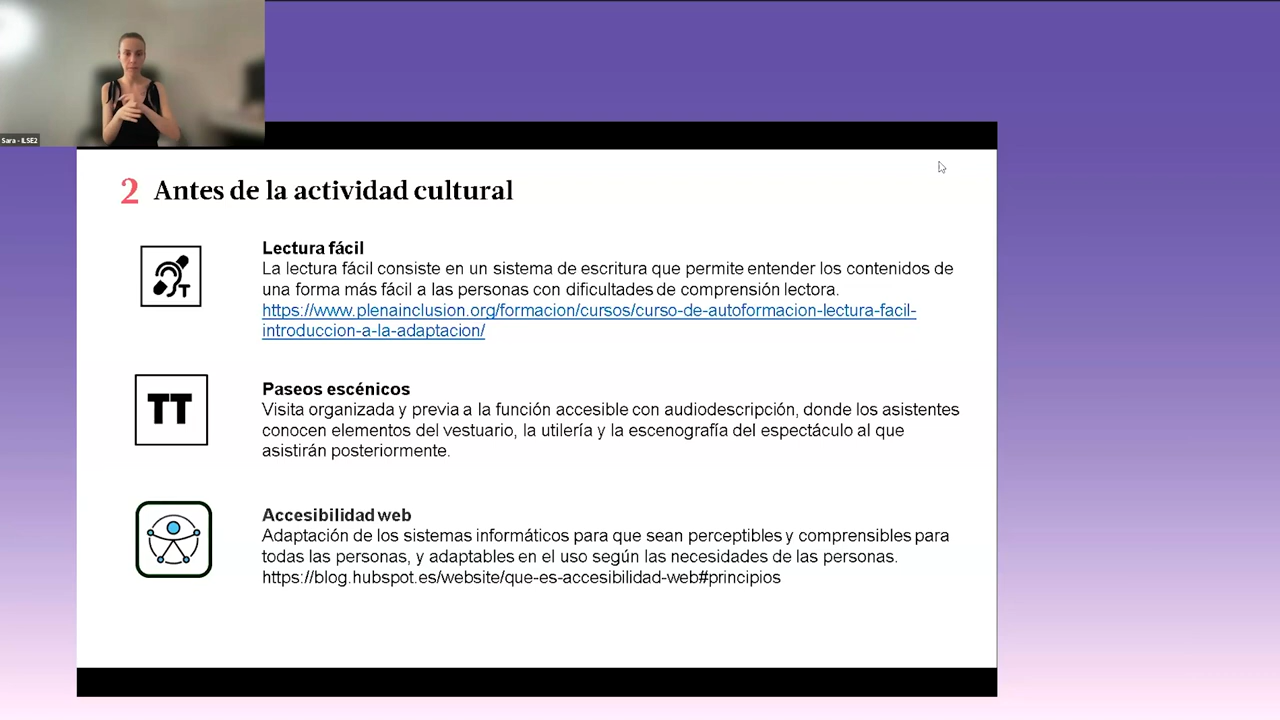 Sara - ILSE2
2 Antes de la actividad cultural
Lectura fácil
La lectura fácil consiste en un sistema de escritura que permite entender los contenidos de
una forma más fácil a las personas con dificultades de comprensión lectora.
https://www.plenainclusion.org/formacion/cursos/curso-de-autoformacion-lectura-facil-
introduccion-a-la-adaptacion/
T
TT
Paseos escénicos
Visita organizada y previa a la función accesible con audiodescripción, donde los asistentes
conocen elementos del vestuario, la utilería y la escenografía del espectáculo al que
asistirán posteriormente.
Accesibilidad web
Adaptación de los sistemas informáticos para que sean perceptibles y comprensibles para
todas las personas, y adaptables en el uso según las necesidades de las personas.
https://blog.hubspot.es/website/que-es-accesibilidad-web#principios